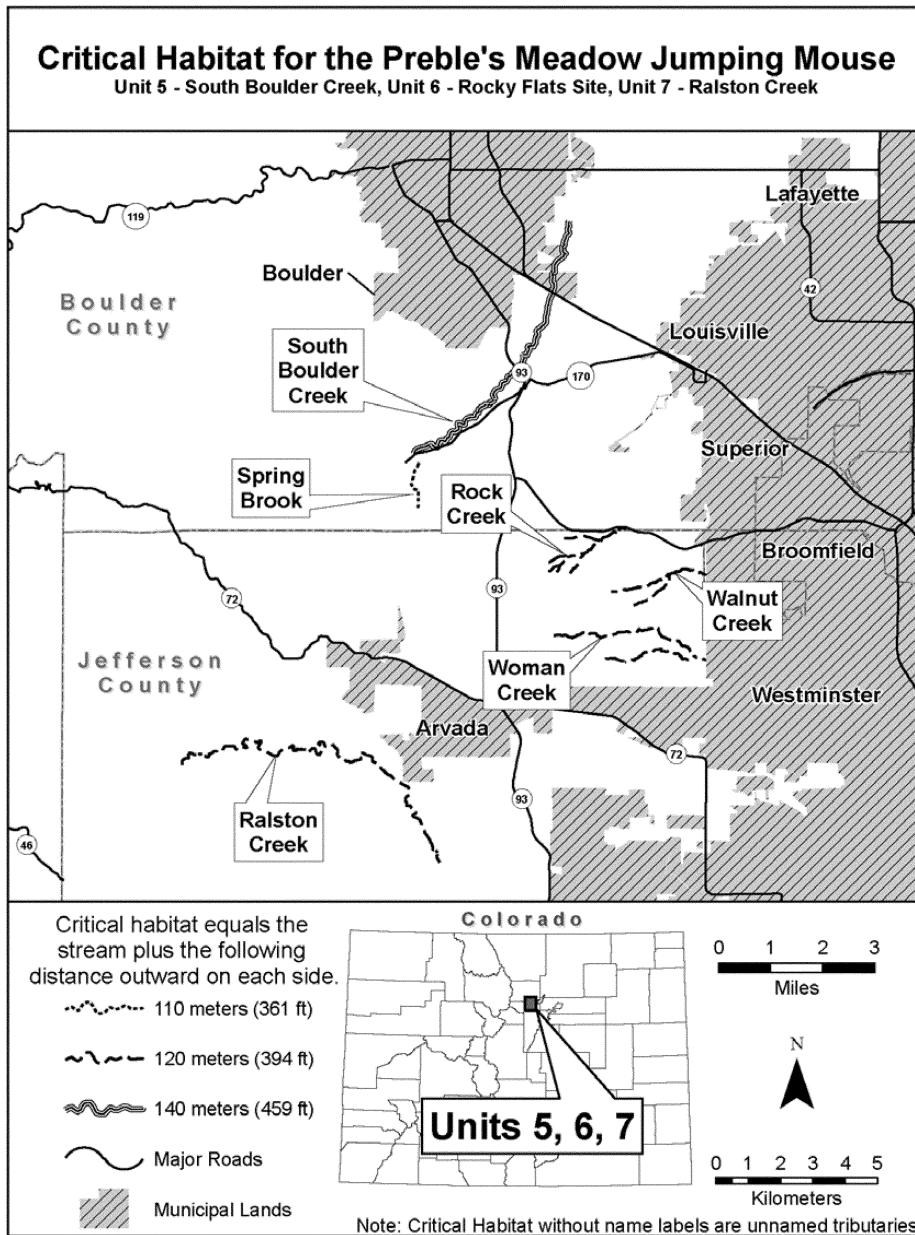 Critical Habitat for the Preble's Meadow Jumping Mouse
Unit 5 - South Boulder Creek, Unit 6 - Rocky Flats Site, Unit 7 - Ralston Creek
Lafayette
119
Boulder
Boulder
County
42
Louisville
South
Boulder
Creek
93
170
Superior
Spring
Brook
Rock
Creek
Broomfield
72
93
Walnut
Creek
Jefferson
County
Woman
Creek
Westminster
Arvada
72
93
Ralston
Creek
46
Critical habitat equals the
stream plus the following
distance outward on each side.
110 meters (361 ft)
120 meters (394 ft)
140 meters (459 ft)
Major Roads
Municipal Lands
Colorado
Units 5, 6, 7
0 1 2 3
Miles
N
0 1 2 3 4 5
Kilometers
Note: Critical Habitat without name labels are unnamed tributaries